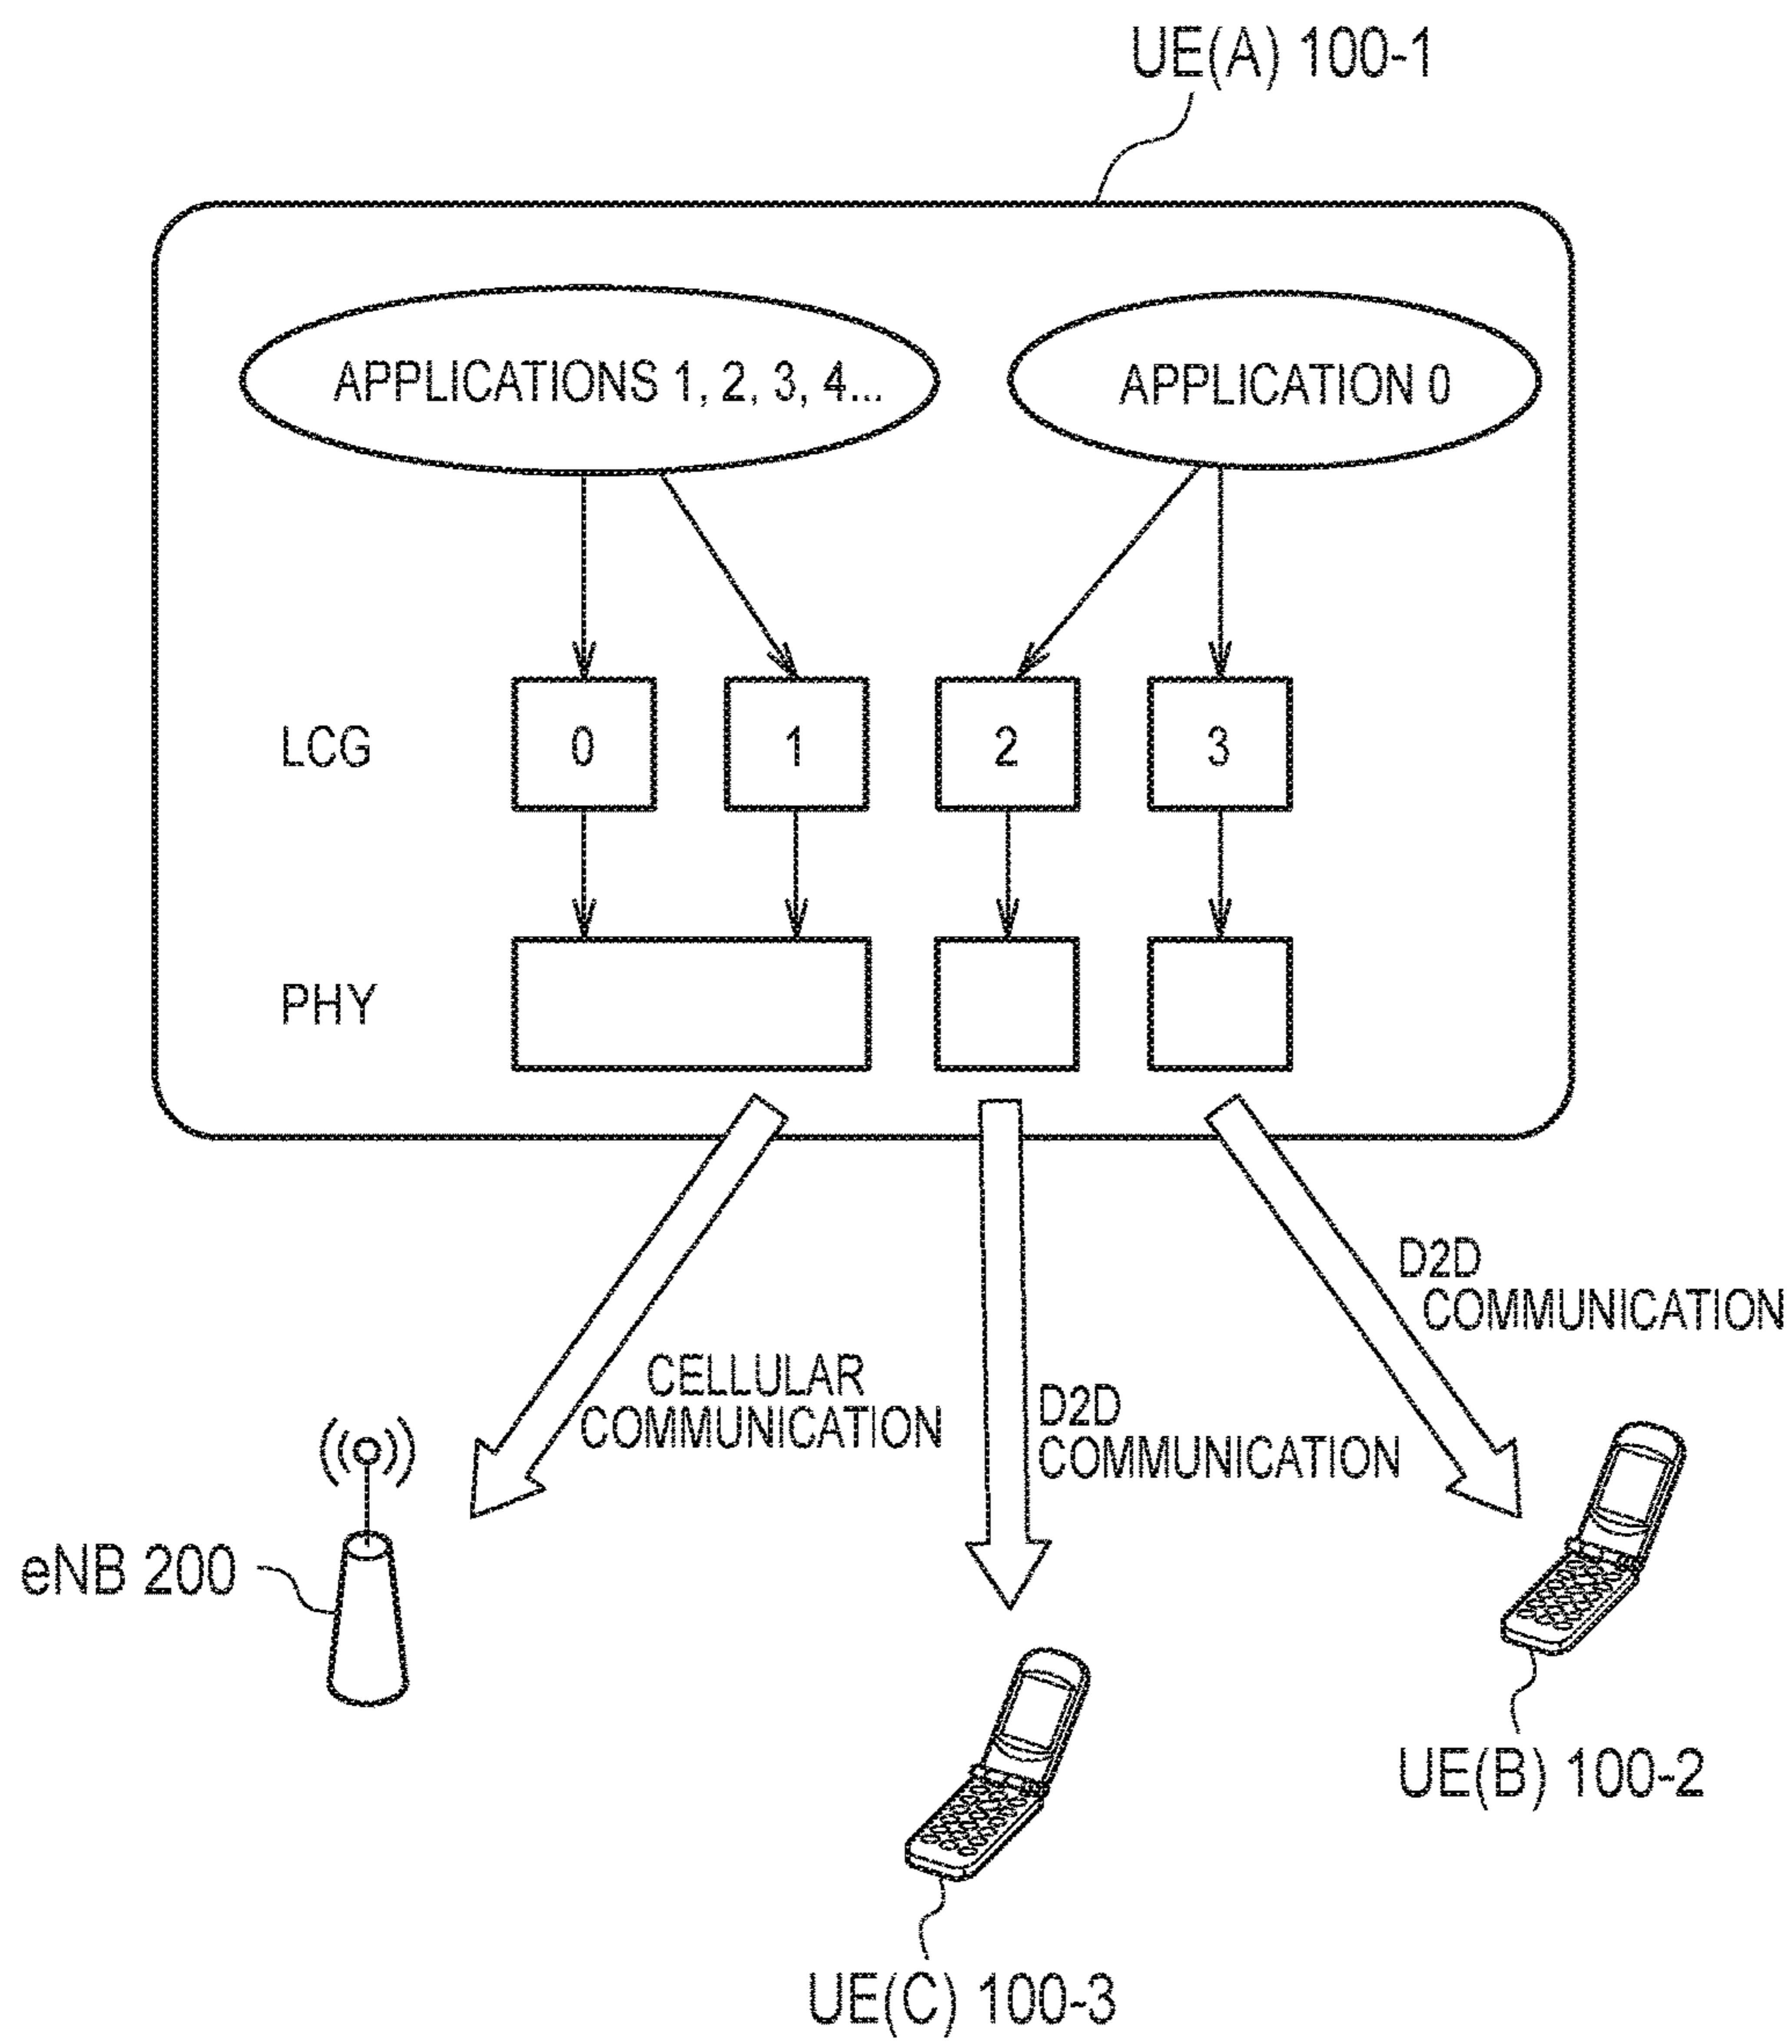 UE(A) 100-1
APPLICATIONS 1, 2, 3, 4...
APPLICATION 0
LCG
0
1
2
3
PHY
D2D
COMMUNICATION
CELLULAR
COMMUNICATION
D2D
COMMUNICATION
eNB 200
UE(B) 100-2
UE(C) 100-3